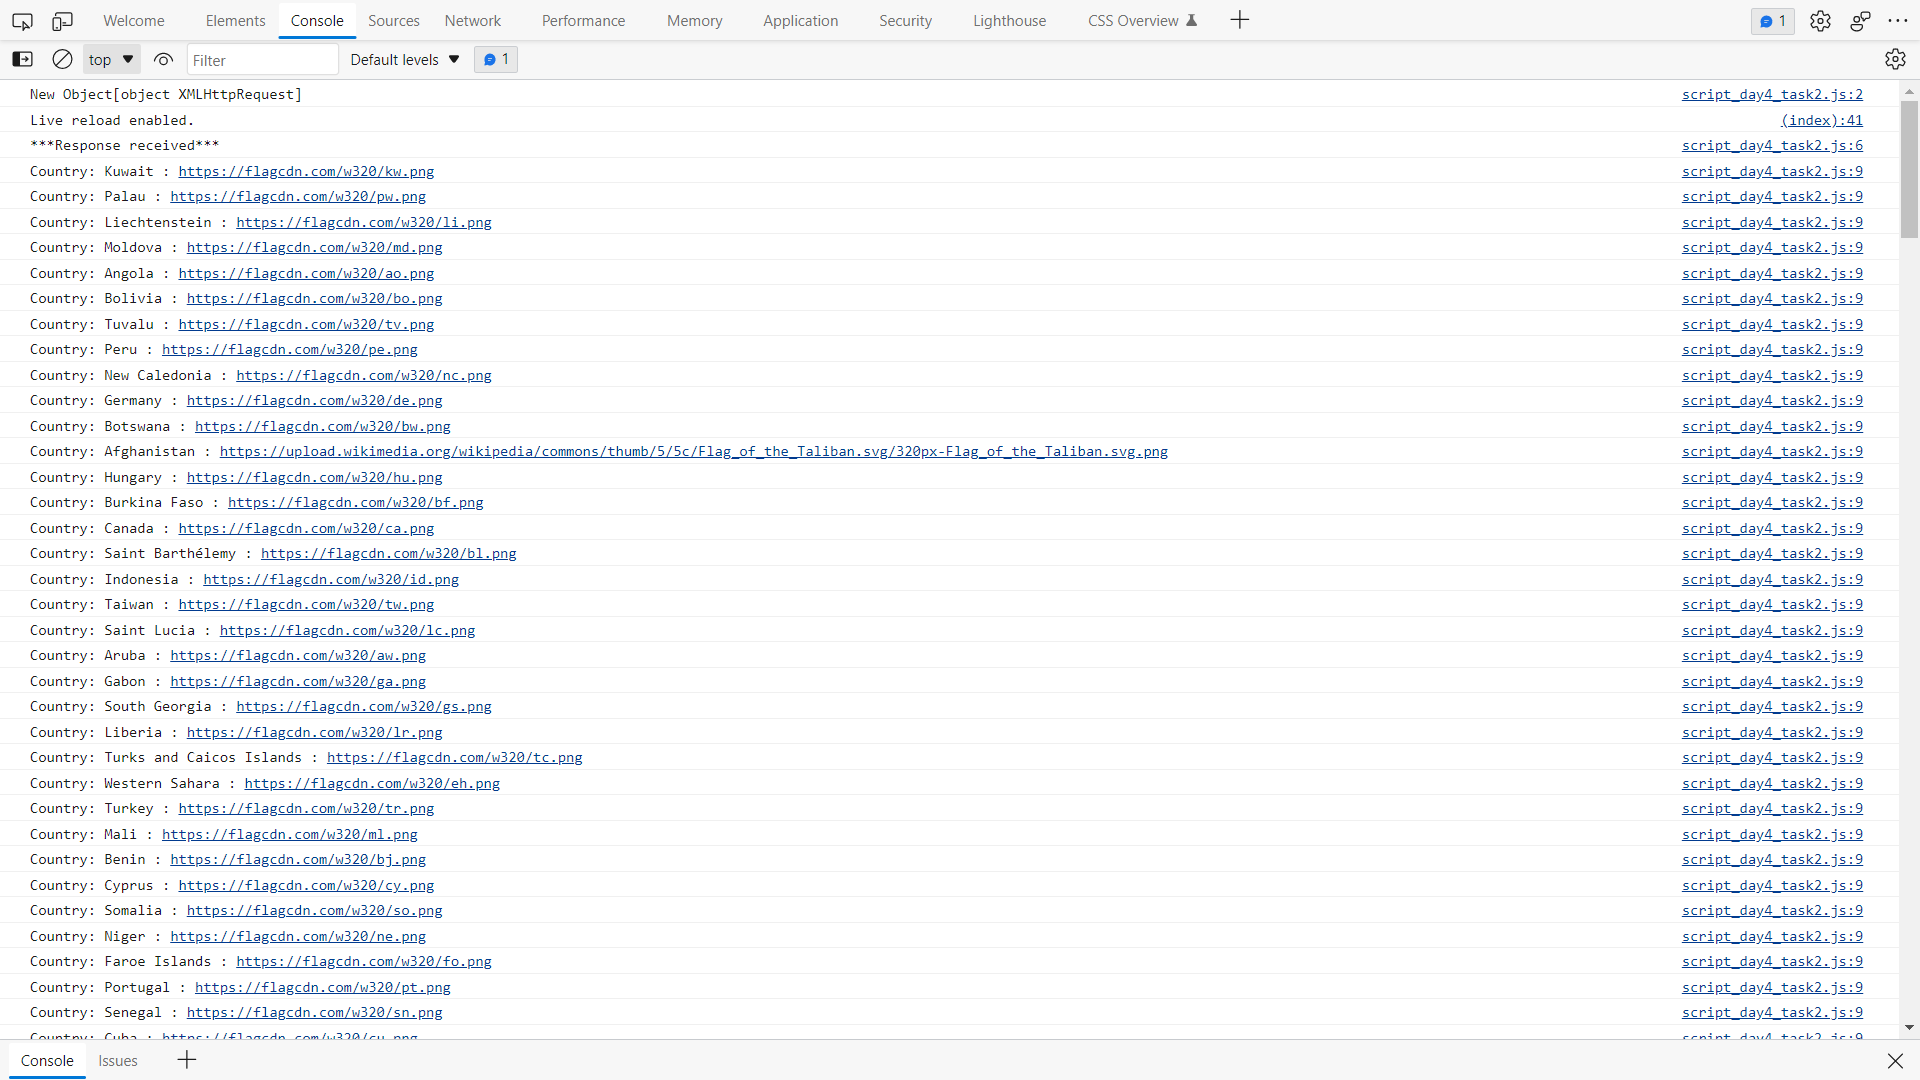 Welcome Elements Console Sources Network Performance Memory Application Security Lighthouse CSS Overview 1
top Filter Default levels 1
New Object[object XMLHttpRequest] script_day4_task2.js:2
Live reload enabled. (index):41
***Response received*** script_day4_task2.js:6
Country: Kuwait : https://flagcdn.com/w320/kw.png script_day4_task2.js:9
Country: Palau : https://flagcdn.com/w320/pw.png script_day4_task2.js:9
Country: Liechtenstein : https://flagcdn.com/w320/li.png script_day4_task2.js:9
Country: Moldova : https://flagcdn.com/w320/md.png script_day4_task2.js:9
Country: Angola : https://flagcdn.com/w320/ao.png script_day4_task2.js:9
Country: Bolivia : https://flagcdn.com/w320/bo.png script_day4_task2.js:9
Country: Tuvalu : https://flagcdn.com/w320/tv.png script_day4_task2.js:9
Country: Peru : https://flagcdn.com/w320/pe.png script_day4_task2.js:9
Country: New Caledonia : https://flagcdn.com/w320/nc.png script_day4_task2.js:9
Country: Germany : https://flagcdn.com/w320/de.png script_day4_task2.js:9
Country: Botswana : https://flagcdn.com/w320/bw.png script_day4_task2.js:9
Country: Afghanistan : https://upload.wikimedia.org/wikipedia/commons/thumb/5/5c/Flag_of_the_Taliban.svg/320px-Flag_of_the_Taliban.svg.png script_day4_task2.js:9
Country: Hungary : https://flagcdn.com/w320/hu.png script_day4_task2.js:9
Country: Burkina Faso : https://flagcdn.com/w320/bf.png script_day4_task2.js:9
Country: Canada : https://flagcdn.com/w320/ca.png script_day4_task2.js:9
Country: Saint Barthélemy : https://flagcdn.com/w320/bl.png script_day4_task2.js:9
Country: Indonesia : https://flagcdn.com/w320/id.png script_day4_task2.js:9
Country: Taiwan : https://flagcdn.com/w320/tw.png script_day4_task2.js:9
Country: Saint Lucia : https://flagcdn.com/w320/lc.png script_day4_task2.js:9
Country: Aruba : https://flagcdn.com/w320/aw.png script_day4_task2.js:9
Country: Gabon : https://flagcdn.com/w320/ga.png script_day4_task2.js:9
Country: South Georgia : https://flagcdn.com/w320/gs.png script_day4_task2.js:9
Country: Liberia : https://flagcdn.com/w320/lr.png script_day4_task2.js:9
Country: Turks and Caicos Islands : https://flagcdn.com/w320/tc.png script_day4_task2.js:9
Country: Western Sahara : https://flagcdn.com/w320/eh.png script_day4_task2.js:9
Country: Turkey : https://flagcdn.com/w320/tr.png script_day4_task2.js:9
Country: Mali : https://flagcdn.com/w320/ml.png script_day4_task2.js:9
Country: Benin : https://flagcdn.com/w320/bj.png script_day4_task2.js:9
Country: Cyprus : https://flagcdn.com/w320/cy.png script_day4_task2.js:9
Country: Somalia : https://flagcdn.com/w320/so.png script_day4_task2.js:9
Country: Niger : https://flagcdn.com/w320/ne.png script_day4_task2.js:9
Country: Faroe Islands : https://flagcdn.com/w320/fo.png script_day4_task2.js:9
Country: Portugal : https://flagcdn.com/w320/pt.png script_day4_task2.js:9
Country: Senegal : https://flagcdn.com/w320/sn.png script_day4_task2.js:9
Country: Cuba : https://flagcdn.com/w320/cu.png script_day4_task2.js:9
Console Issues